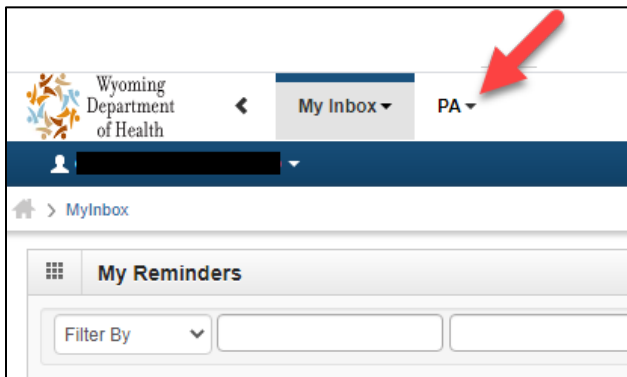 Wyoming
Department
of Health
My Inbox
PA
MyInbox
My Reminders
Filter By